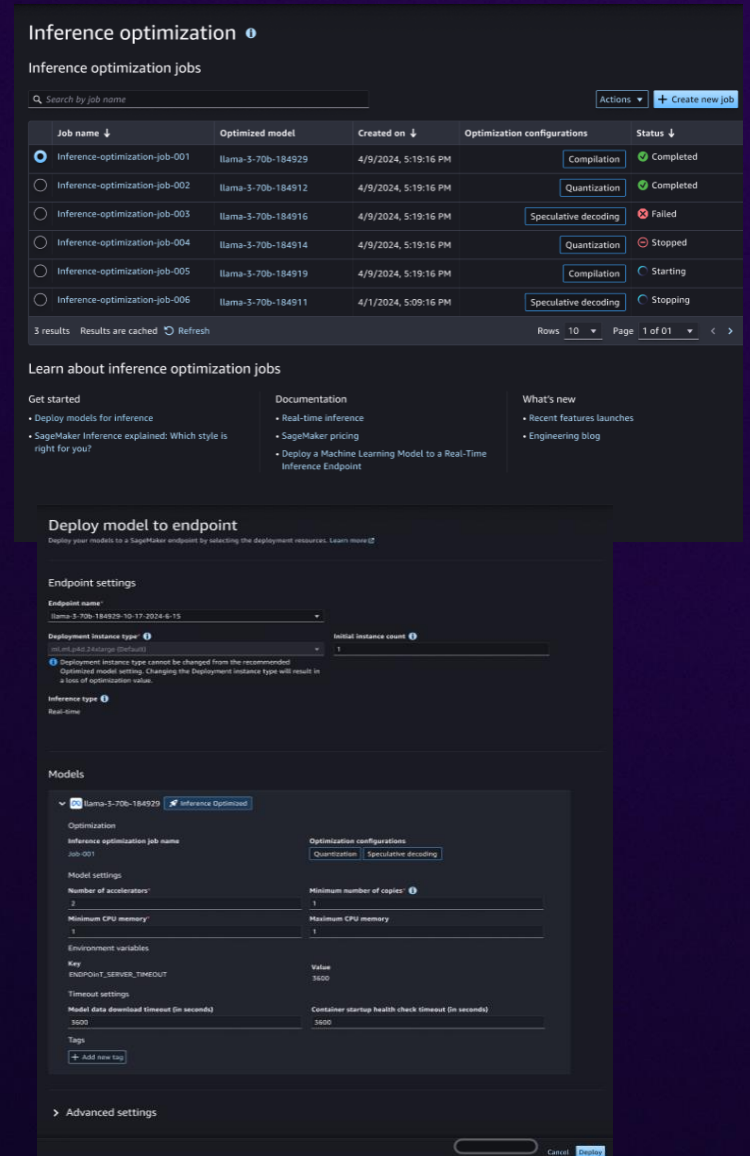 Inference optimization
Inference optimization jobs
Search by job name
Actions
+ Create new job
Job name ↓ Optimized model Created on ↓ Optimization configurations Status ↓
Inference-optimization-job-001 llama-3-70b-184929 4/9/2024, 5:19:16 PM Compilation Completed
Inference-optimization-job-002 llama-3-70b-184912 4/9/2024, 5:19:16 PM Quantization Completed
Inference-optimization-job-003 llama-3-70b-184916 4/9/2024, 5:19:16 PM Speculative decoding Failed
Inference-optimization-job-004 llama-3-70b-184914 4/9/2024, 5:19:16 PM Quantization Stopped
Inference-optimization-job-005 llama-3-70b-184919 4/9/2024, 5:19:16 PM Compilation Starting
Inference-optimization-job-006 llama-3-70b-184911 4/1/2024, 5:09:16 PM Speculative decoding Stopping
3 results Results are cached Refresh Rows 10 Page 1 of 01 < >
Learn about inference optimization jobs
Get started
• Deploy models for inference
• SageMaker Inference explained: Which style is
right for you?
Documentation
• Real-time inference
• SageMaker pricing
• Deploy a Machine Learning Model to a Real-Time
Inference Endpoint
What's new
• Recent features launches
• Engineering blog
Deploy model to endpoint
Deploy your models to a SageMaker endpoint by selecting the deployment resources. Learn more
Endpoint settings
Endpoint name*
llama-3-70b-184929-10-17-2024-6-15
Deployment instance type* Initial instance count
ml.ml.p4d.24xlarge (Default) 1
Deployment instance type cannot be changed from the recommended
Optimized model setting. Changing the Deployment instance type will result in
a loss of optimization value.
Inference type
Real-time
Models
llama-3-70b-184929 Inference Optimized
Optimization
Inference optimization job name Optimization configurations
Job-001 Quantization Speculative decoding
Model settings
Number of accelerators* Minimum number of copies*
2 1
Minimum CPU memory* Maximum CPU memory
1 1
Environment variables
Key Value
ENDPOinT_SERVER_TIMEOUT 3600
Timeout settings
Model data download timeout (in seconds) Container startup health check timeout (in seconds)
3600 3600
Tags
+ Add new tag
> Advanced settings
Cancel Deploy